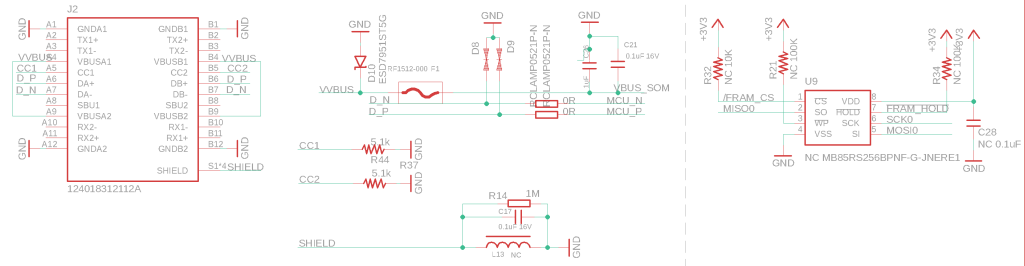 J2
GND
A1 GNDA1 GNDB1 B1
GND
A2 TX1+ TX2+ B2
A3 TX1- TX2- B3
VVBUS A4 VBUSA1 VBUSB1 B4 VVBUS
CC1 A5 CC1 CC2 B5 CC2
D_P A6 DA+ DB+ B6 D_P
D_N A7 DA- DB- B7 D_N
A8 SBU1 SBU2 B8
A9 VBUSA2 VBUSB2 B9
A10 RX2- RX1- B10
A11 RX2+ RX1+ B11
GND A12 GNDA2 GNDB2 B12 GND
SHIELD S1*4 SHIELD
124018312112A
GND
D10
ESD7951ST5G
RF1512-000 F1
VVBUS
GND
D8
D9
RCLAMP0521P-N
RCLAMP0521P-N
GND
1uF
C21
0.1uF 16V
VBUS_SOM
D_N 0R MCU_N
D_P 0R MCU_P
CC1 5.1k GND
R44 R37
CC2 5.1k GND
R14 1M
C17
0.1uF 16V
SHIELD GND
L13 NC
+3V3
R32
NC 10K
+3V3
R21
NC 100K
+3V3
+3V3
R34
NC 100K
U9
/FRAM_CS 1 CS VDD 8
MISO0 2 SO HOLD 7 FRAM_HOLD
3 WP SCK 6 SCK0
4 VSS SI 5 MOSI0
GND
NC MB85RS256BPNF-G-JNERE1
C28
NC 0.1uF
GND